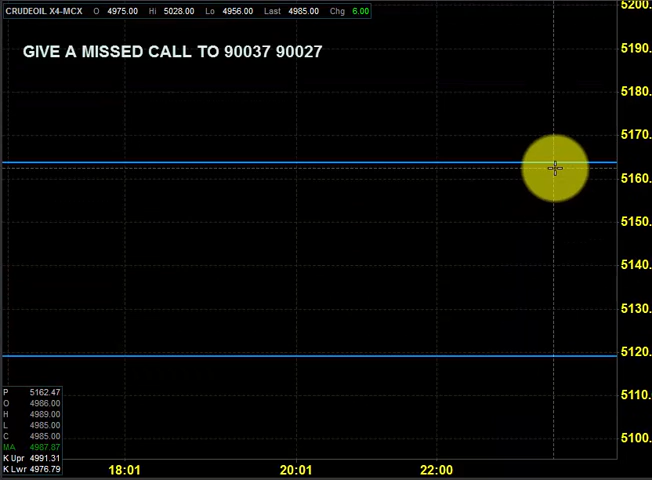 CRUDEOIL X4-MCX O 4975.00 Hi 5028.00 Lo 4956.00 Last 4985.00 Chg 6.00
GIVE A MISSED CALL TO 90037 90027
5200.
5190.
5180.
5170.
5160.
5150.
5140.
5130.
5120.
5110.
5100.
P 5162.47
O 4986.00
H 4989.00
L 4985.00
C 4985.00
MA 4987.87
K Upr 4991.31
K Lwr 4976.79
18:01 20:01 22:00